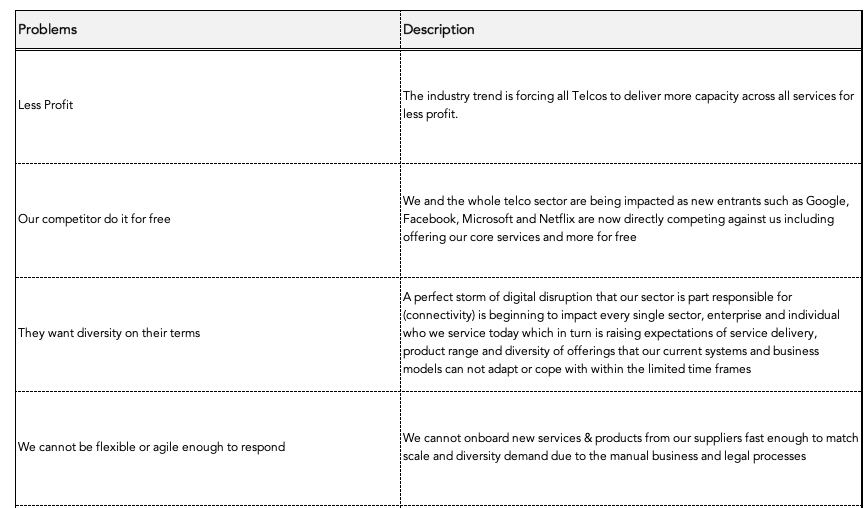 Problems
Description
Less Profit
The industry trend is forcing all Telcos to deliver more capacity across all services for
less profit.
Our competitor do it for free
We and the whole telco sector are being impacted as new entrants such as Google,
Facebook, Microsoft and Netflix are now directly competing against us including
offering our core services and more for free
They want diversity on their terms
A perfect storm of digital disruption that our sector is part responsible for
(connectivity) is beginning to impact every single sector, enterprise and individual
who we service today which in turn is raising expectations of service delivery,
product range and diversity of offerings that our current systems and business
models can not adapt or cope with within the limited time frames
We cannot be flexible or agile enough to respond
We cannot onboard new services & products from our suppliers fast enough to match
scale and diversity demand due to the manual business and legal processes